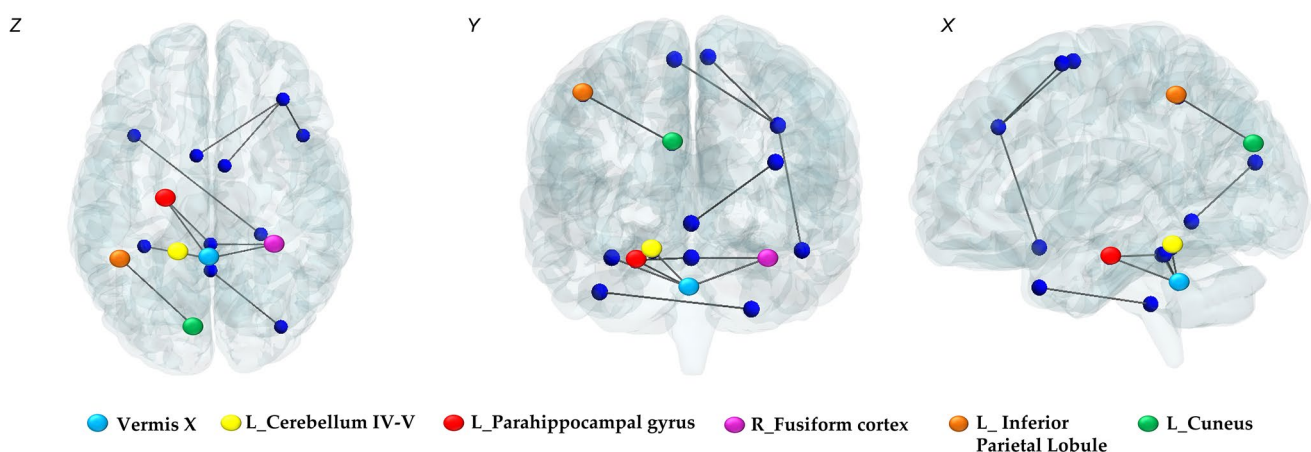 Z
Y
X
Vermis X
L_Cerebellum IV-V
L_Parahippocampal gyrus
R_Fusiform cortex
L_ Inferior
Parietal Lobule
L_Cuneus